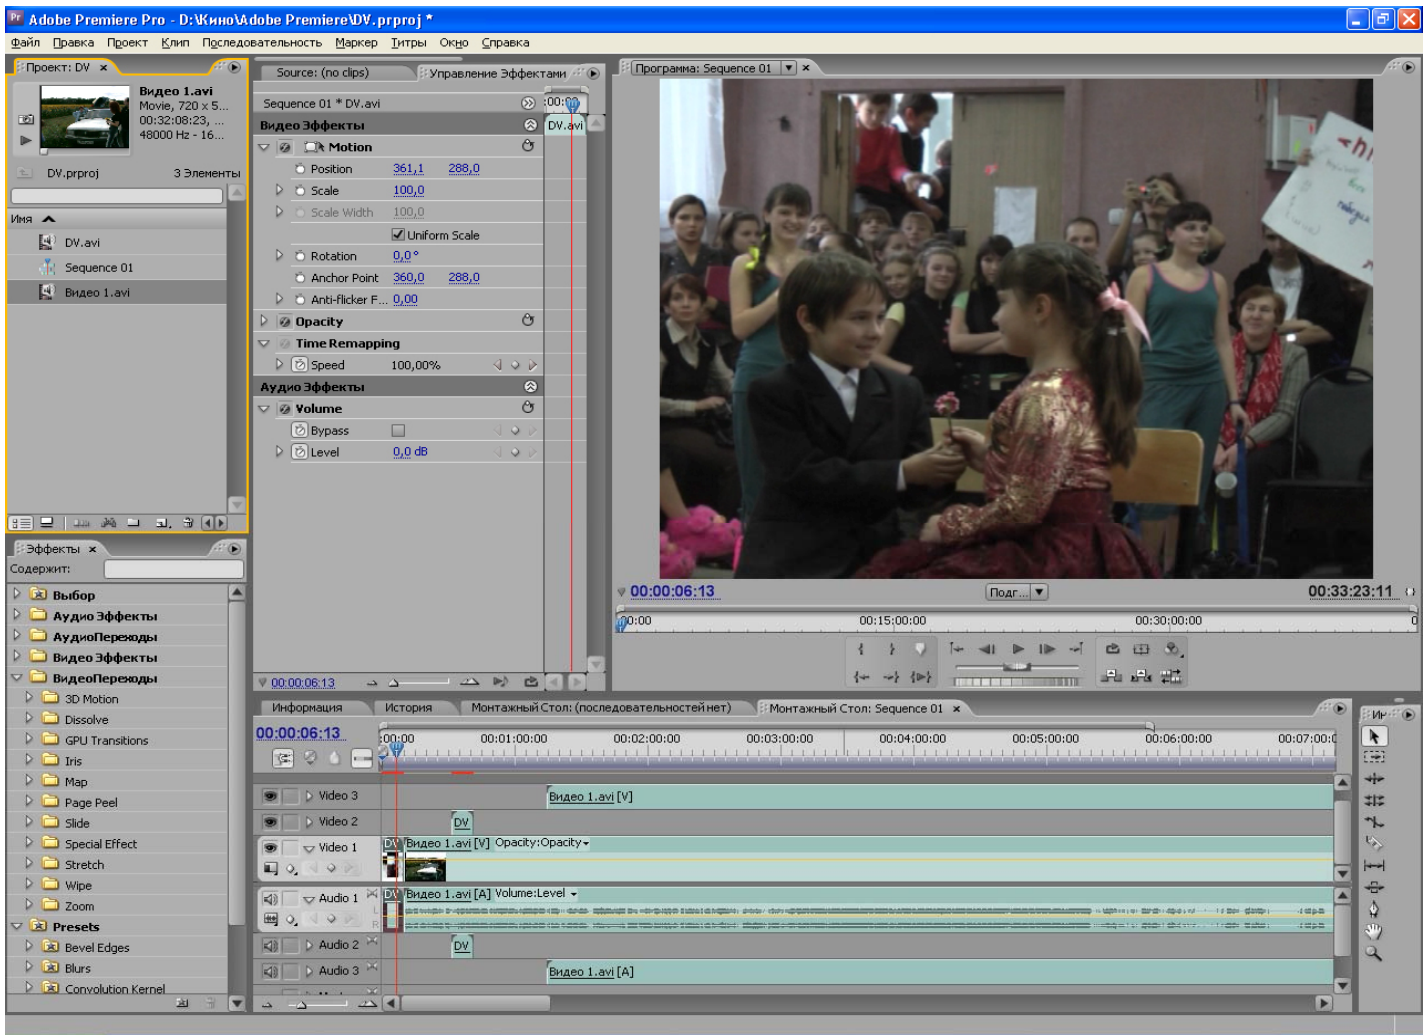 Adobe Premiere Pro - D:\Кино\Adobe Premiere\DV.prproj *
Файл Правка Проект Клип Последовательность Маркер Титры Окно Справка
Проект: DV
Видео 1.avi
Movie, 720 x 5...
00:32:08:23, ...
48000 Hz - 16...
DV.prproj 3 Элементы
Имя
DV.avi
Sequence 01
Видео 1.avi
Эффекты
Содержит:
Выбор
Аудио Эффекты
АудиоПереходы
Видео Эффекты
ВидеоПереходы
3D Motion
Dissolve
GPU Transitions
Iris
Map
Page Peel
Slide
Special Effect
Stretch
Wipe
Zoom
Presets
Bevel Edges
Blurs
Convolution Kernel
Source: (no clips) Управление Эффектами
Sequence 01 * DV.avi
Видео Эффекты DV.avi
Motion
Position 361,1 288,0
Scale 100,0
Scale Width 100,0
Uniform Scale
Rotation 0,0°
Anchor Point 360,0 288,0
Anti-flicker F... 0,00
Opacity
Time Remapping
Speed 100,00%
Аудио Эффекты
Volume
Bypass
Level 0,0 dB
00:00:06:13
Программа: Sequence 01
00:00:06:13 Подг... 00:33:23:11
00:00 00:15:00:00 00:30:00:00 0
Информация История Монтажный Стол: (последовательностей нет) Монтажный Стол: Sequence 01
00:00:06:13
:00:00 00:01:00:00 00:02:00:00 00:03:00:00 00:04:00:00 00:05:00:00 00:06:00:00 00:07:00:0
Video 3 Видео 1.avi [V]
Video 2 DV
Video 1 DV Видео 1.avi [V] Opacity:Opacity
Audio 1 DV Видео 1.avi [A] Volume:Level
L
R
Audio 2 DV
Audio 3 Видео 1.avi [A]